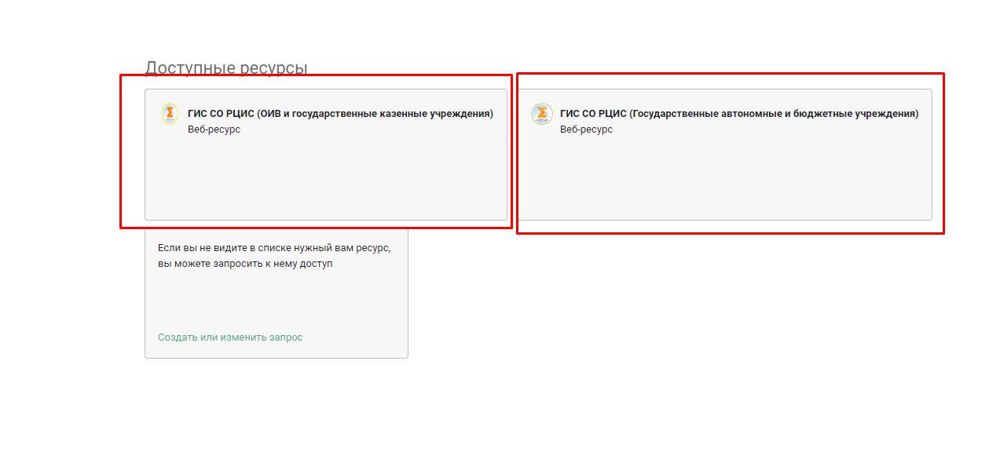 Доступные ресурсы
ГИС СО РЦИС (ОИВ и государственные казенные учреждения)
Веб-ресурс
ГИС СО РЦИС (Государственные автономные и бюджетные учреждения)
Веб-ресурс
Если вы не видите в списке нужный вам ресурс,
вы можете запросить к нему доступ
Создать или изменить запрос